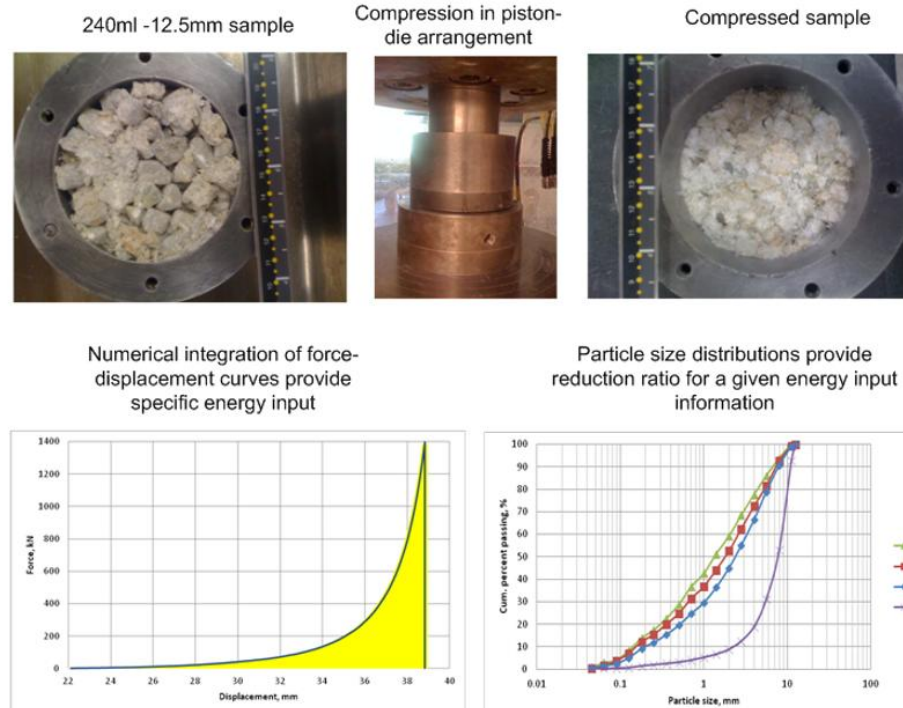 240ml -12.5mm sample
Compression in piston-
die arrangement
Compressed sample
Numerical integration of force-
displacement curves provide
specific energy input
Particle size distributions provide
reduction ratio for a given energy input
information
1400
1200
1000
800
600
400
200
0
Force, kN
22 24 26 28 30 32 34 36 38 40
Displacement, mm
100
90
80
70
60
50
40
30
20
10
0
Cum. percent passing, %
0.01 0.1 1 10 100
Particle size, mm